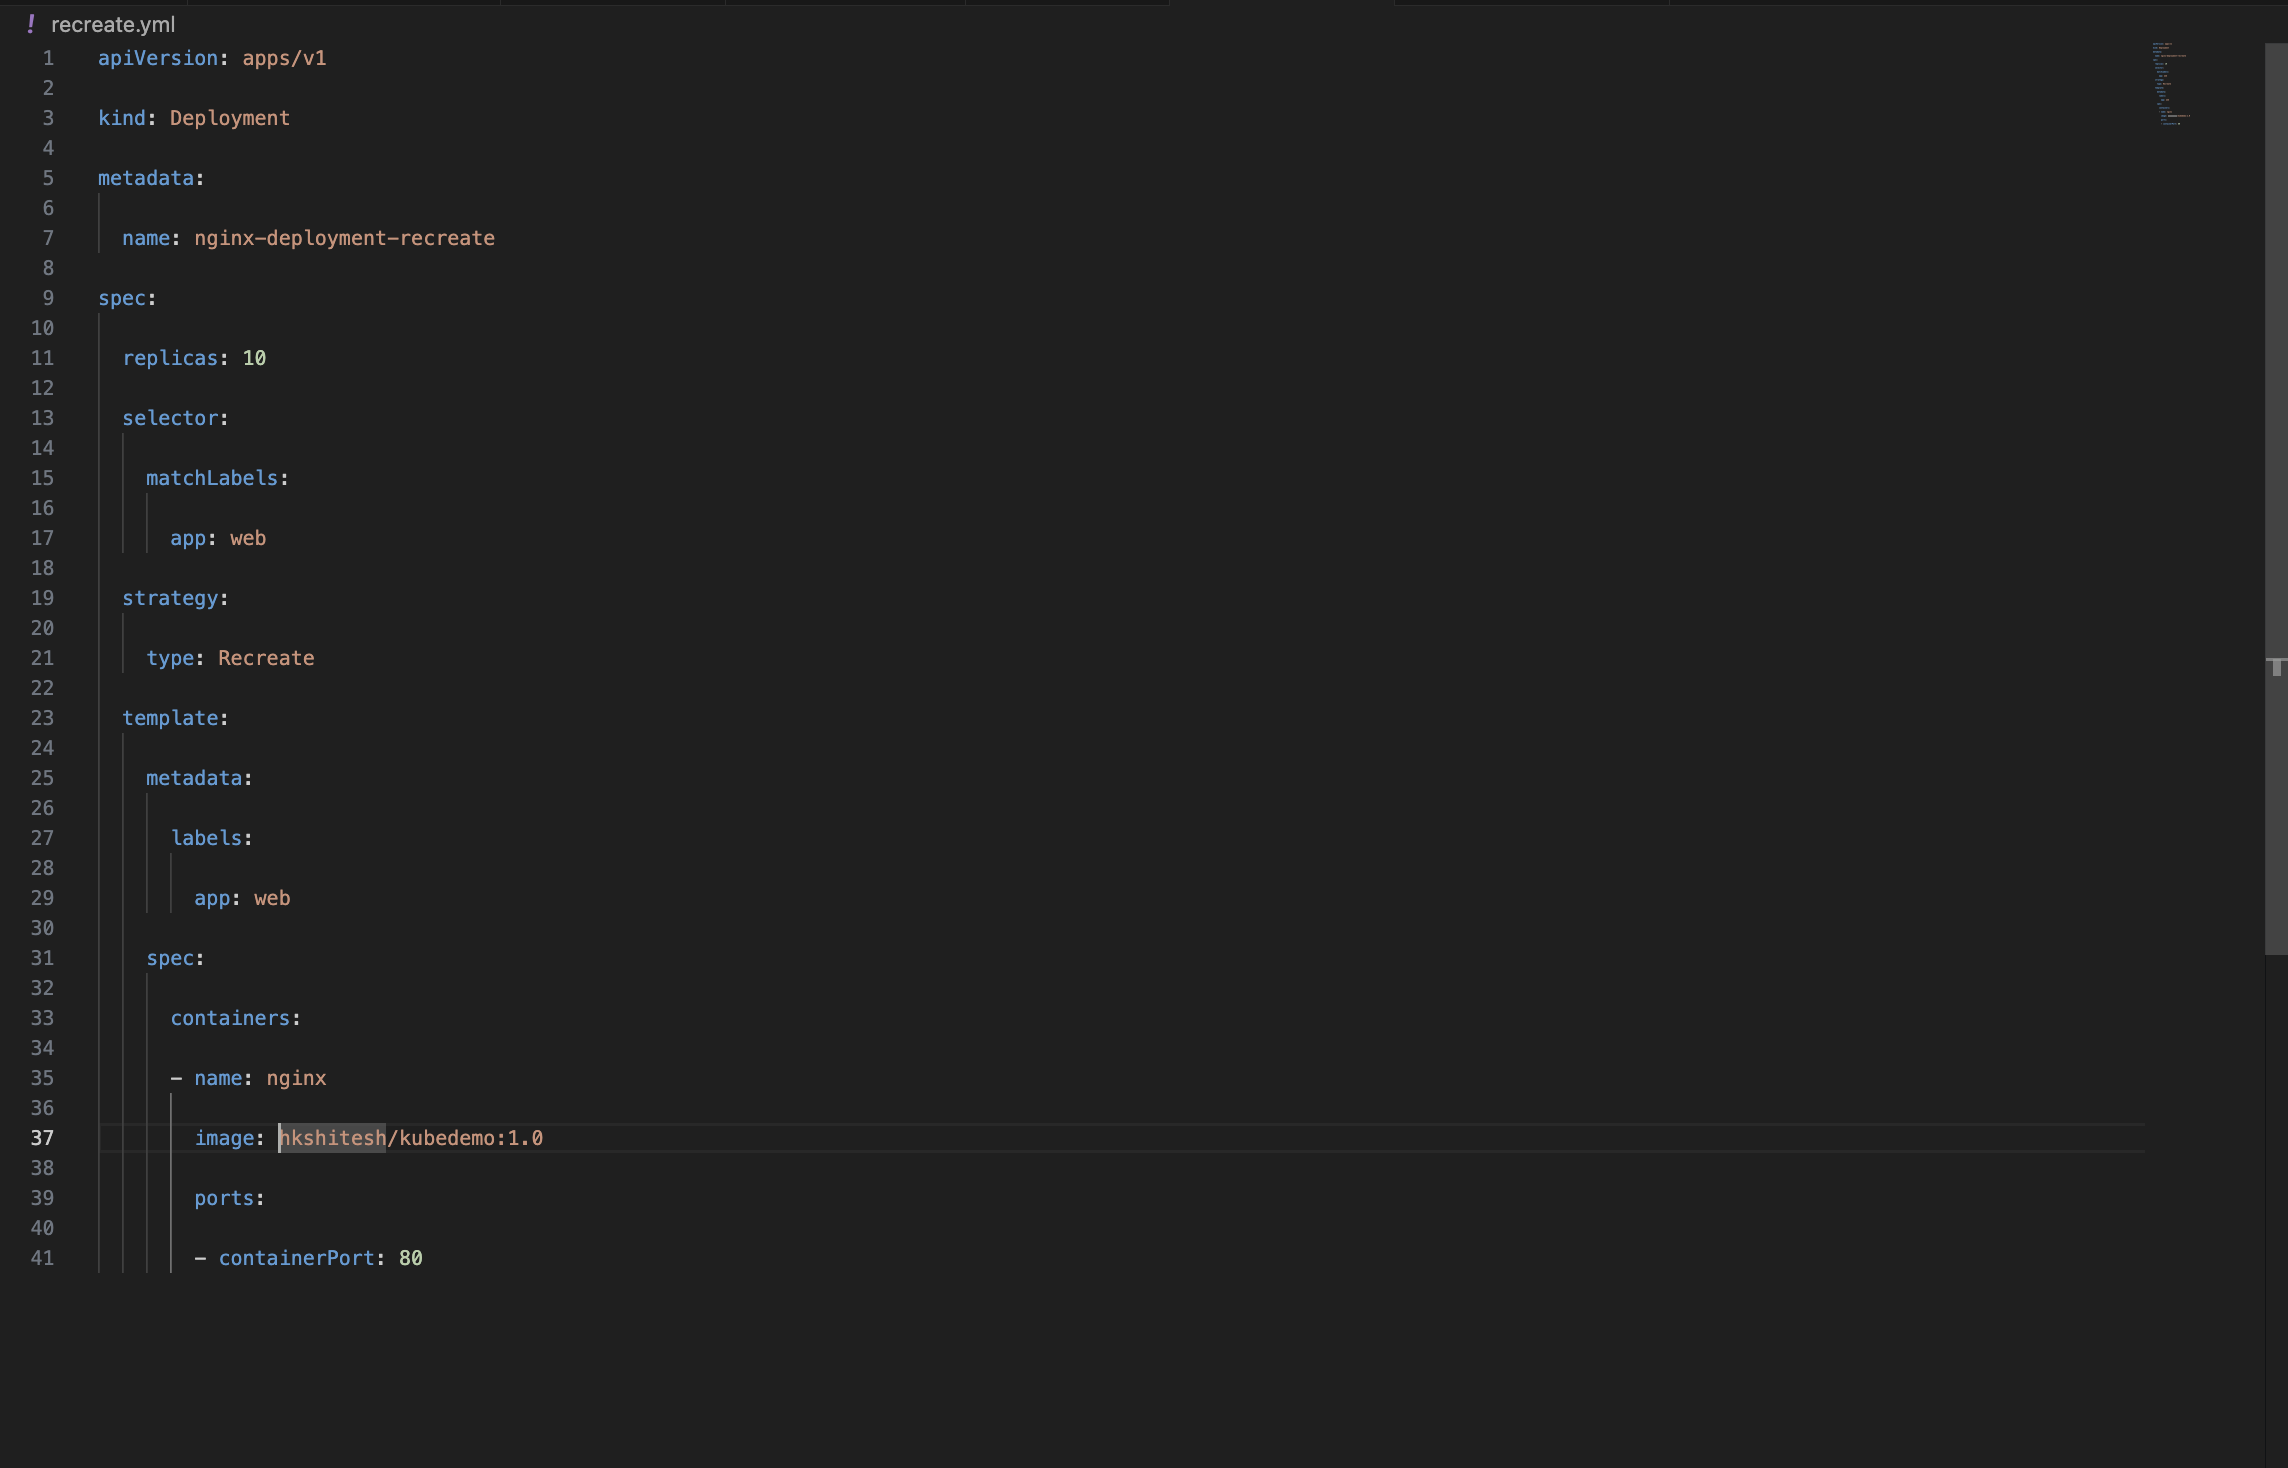 ! recreate.yml
1 apiVersion: apps/v1
2
3 kind: Deployment
4
5 metadata:
6
7   name: nginx-deployment-recreate
8
9 spec:
10
11   replicas: 10
12
13   selector:
14
15     matchLabels:
16
17       app: web
18
19   strategy:
20
21     type: Recreate
22
23   template:
24
25     metadata:
26
27       labels:
28
29         app: web
30
31     spec:
32
33       containers:
34
35       - name: nginx
36
37         image: hkshitesh/kubedemo:1.0
38
39         ports:
40
41         - containerPort: 80